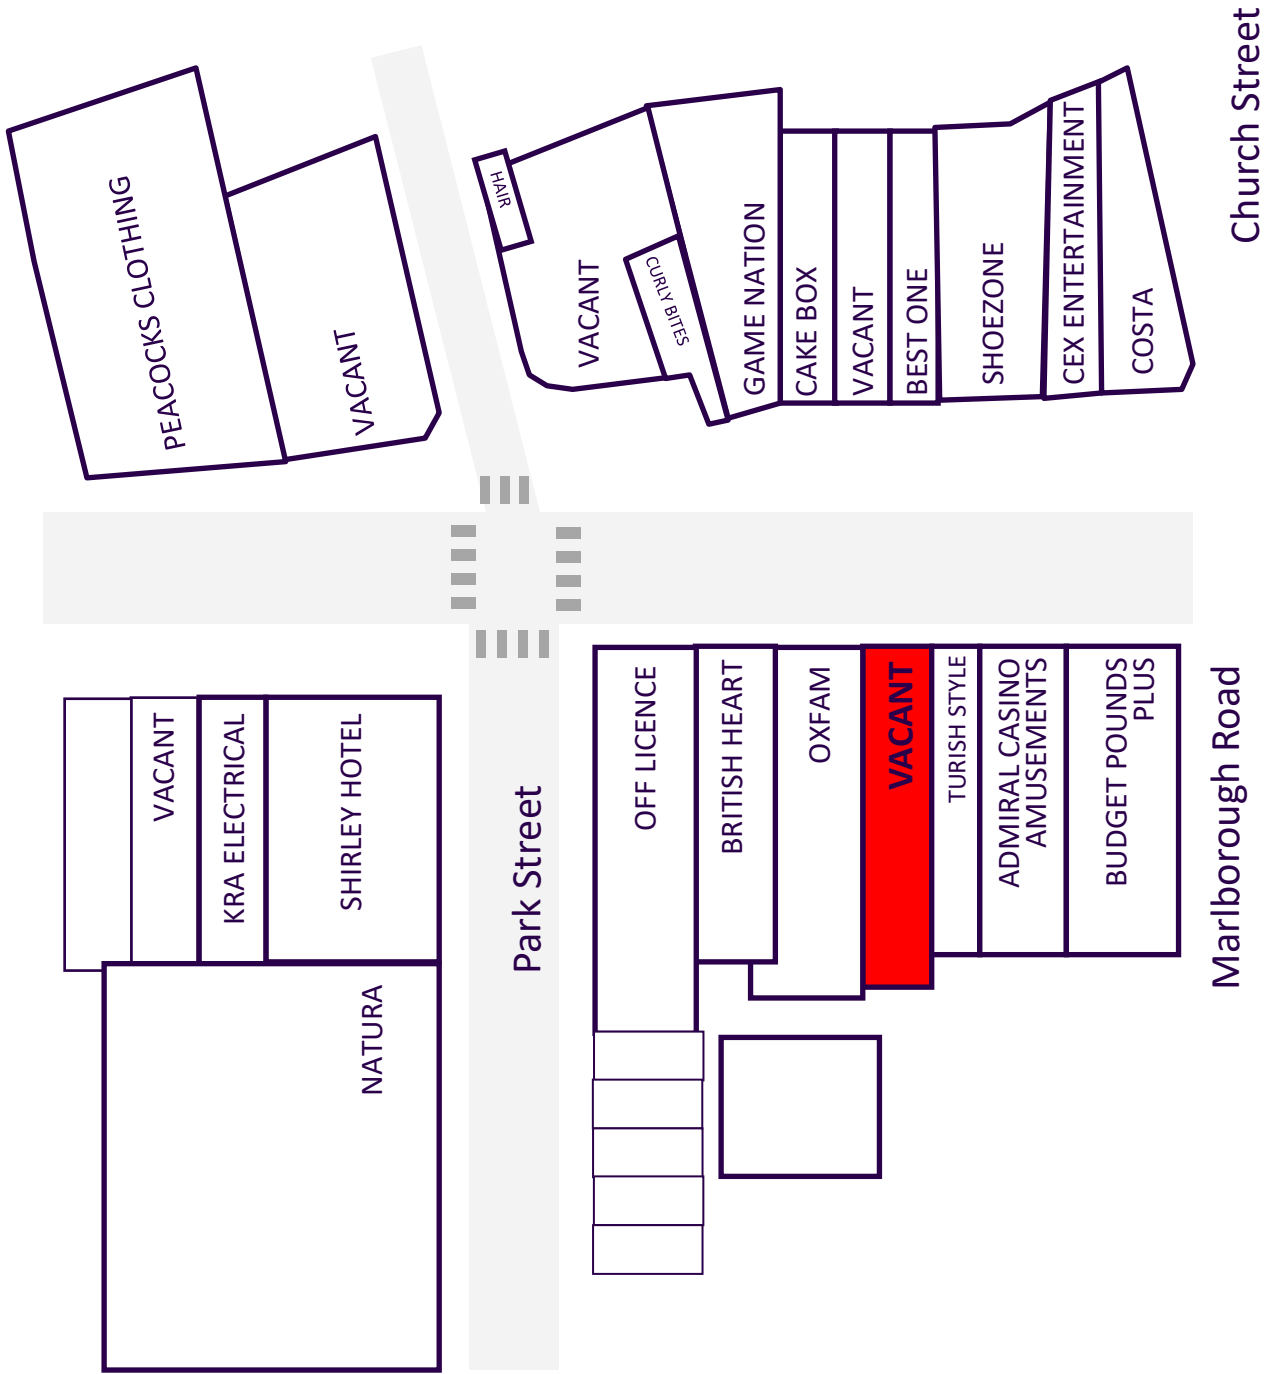 Church Street
PEACOCKS CLOTHING
VACANT
HAIR
VACANT
CURLY BITES
GAME NATION
CAKE BOX
VACANT
BEST ONE
SHOEZONE
CEX ENTERTAINMENT
COSTA
VACANT
KRA ELECTRICAL
SHIRLEY HOTEL
NATURA
Park Street
OFF LICENCE
BRITISH HEART
OXFAM
VACANT
TURISH STYLE
ADMIRAL CASINO
AMUSEMENTS
BUDGET POUNDS
PLUS
Marlborough Road